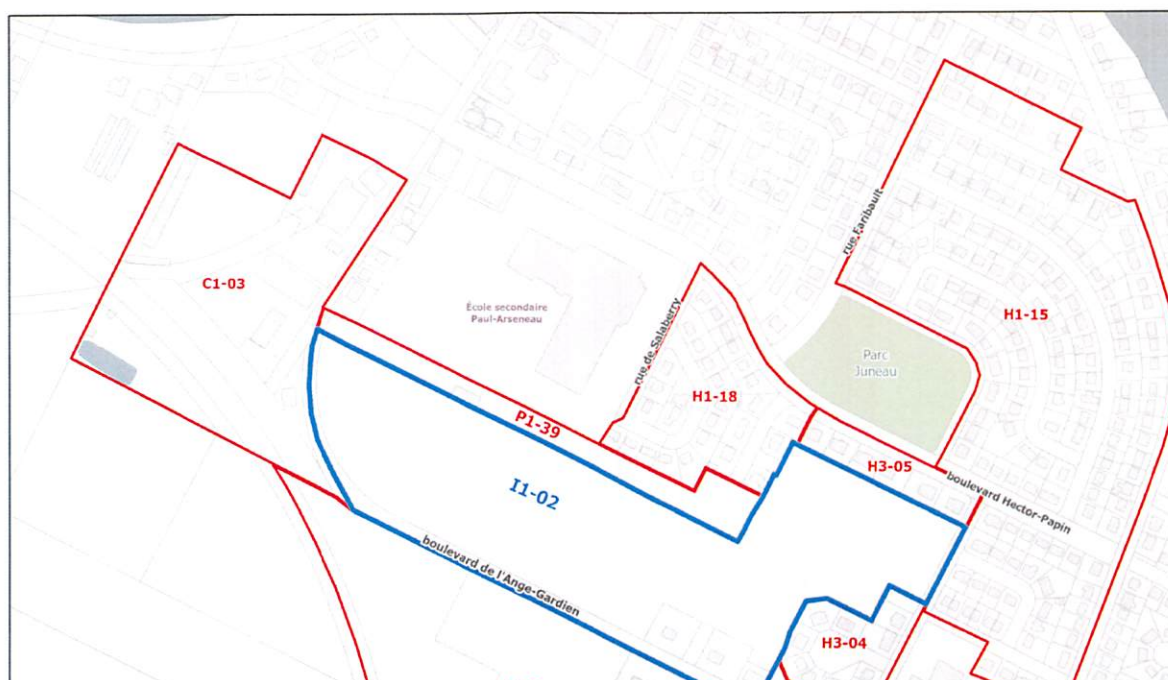 rue Faribault
C1-03
École secondaire
Paul-Arseneau
rue de Salaberry
H1-15
Parc
Juneau
H1-18
P1-39
H3-05
boulevard Hector-Papin
I1-02
boulevard de l'Ange-Gardien
H3-04